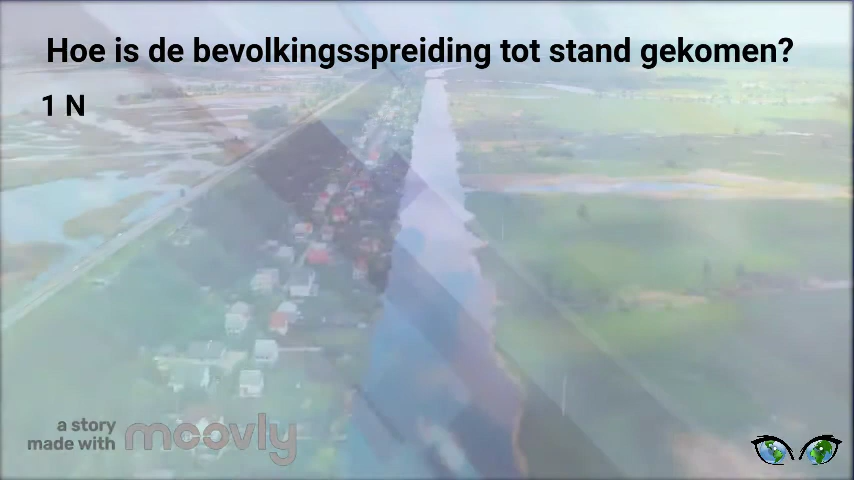 Hoe is de bevolkingsspreiding tot stand gekomen?
1 N
a story
made with moovly